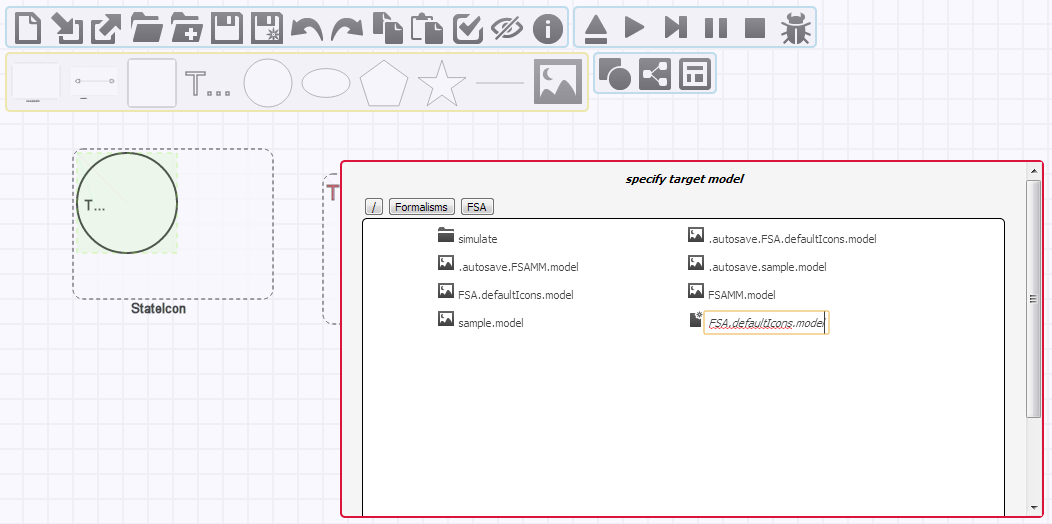 T...
T...
T
StateIcon
specify target model
/ Formalisms FSA
simulate
.autosave.FSA.defaultIcons.model
.autosave.FSAMM.model
.autosave.sample.model
FSA.defaultIcons.model
FSAMM.model
sample.model
FSA.defaultIcons.model